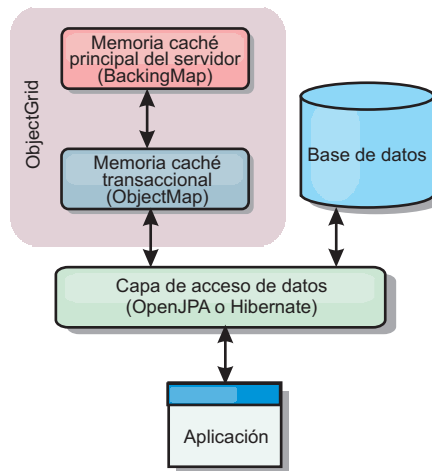 ObjectGrid
Memoria caché
principal del servidor
(BackingMap)
Memoria caché
transaccional
(ObjectMap)
Base de datos
Capa de acceso de datos
(OpenJPA o Hibernate)
Aplicación